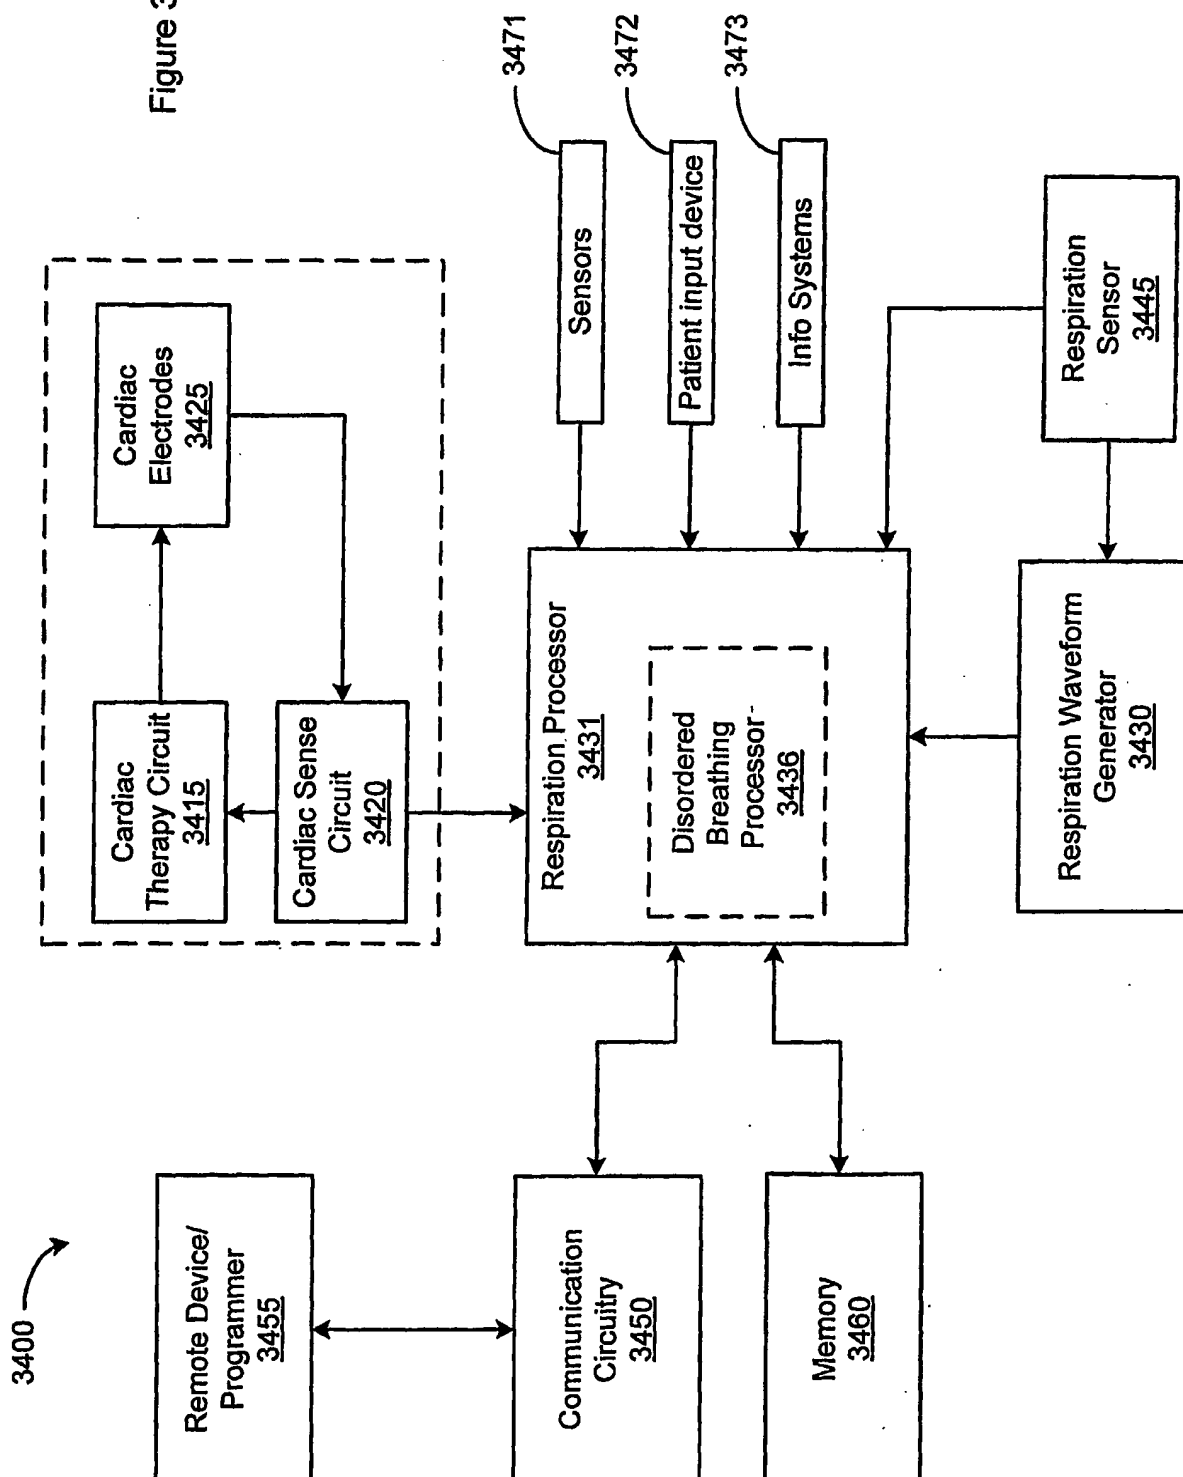 3400
Remote Device/
Programmer
3455
Communication
Circuitry
3450
Memory
3460
Cardiac
Therapy Circuit
3415
Cardiac Sense
Circuit
3420
Cardiac
Electrodes
3425
Respiration Processor
3431
Disordered
Breathing
Processor
3436
Respiration Waveform
Generator
3430
Respiration
Sensor
3445
Sensors
Patient input device
Info Systems
3471
3472
3473
Figure 3